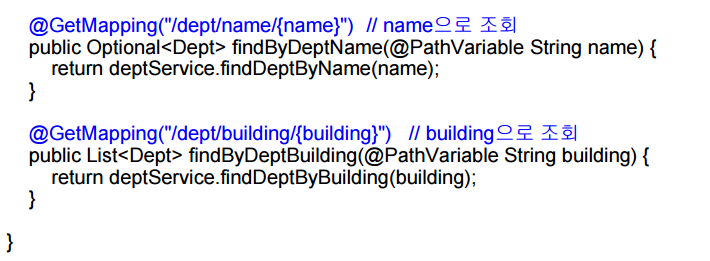 @GetMapping("/dept/name/{name}")  // name으로 조회
public Optional<Dept> findByDeptName(@PathVariable String name) {
return deptService.findDeptByName(name);
}
@GetMapping("/dept/building/{building}")   // building으로 조회
public List<Dept> findByDeptBuilding(@PathVariable String building) {
return deptService.findDeptByBuilding(building);
}
}